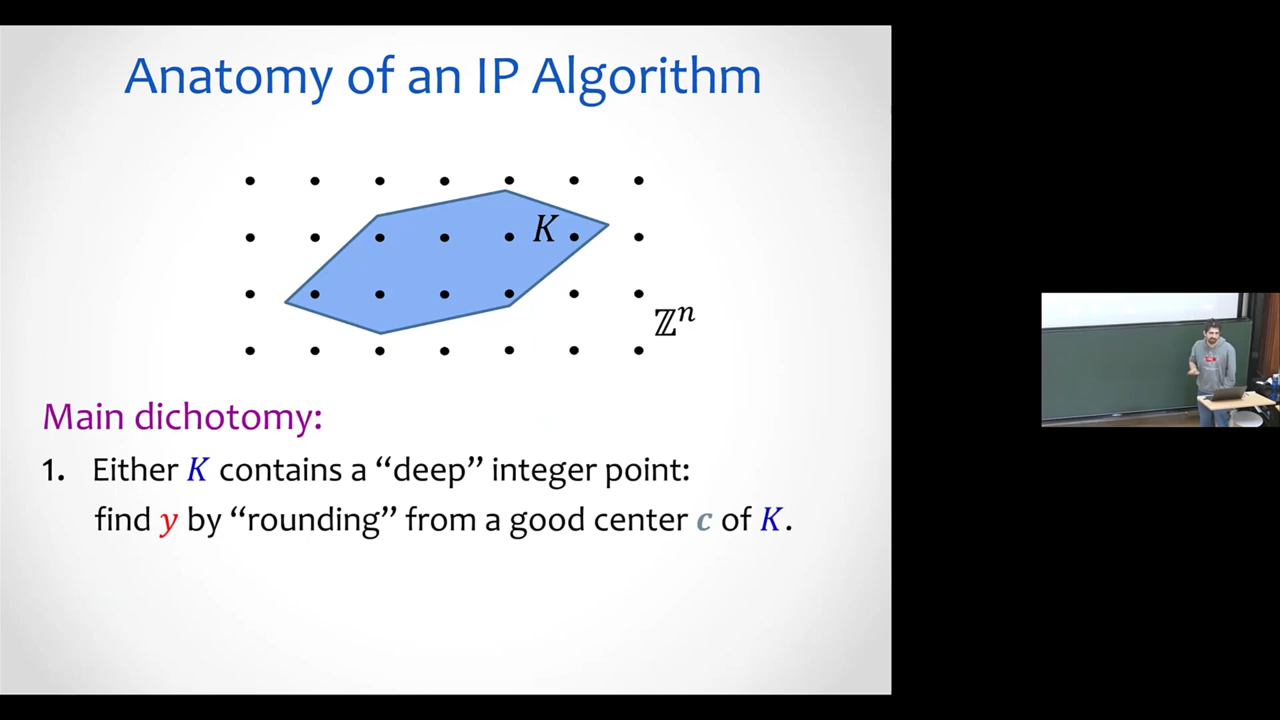 Anatomy of an IP Algorithm
K
ℤⁿ
Main dichotomy:
1. Either K contains a “deep” integer point:
find y by “rounding” from a good center c of K.